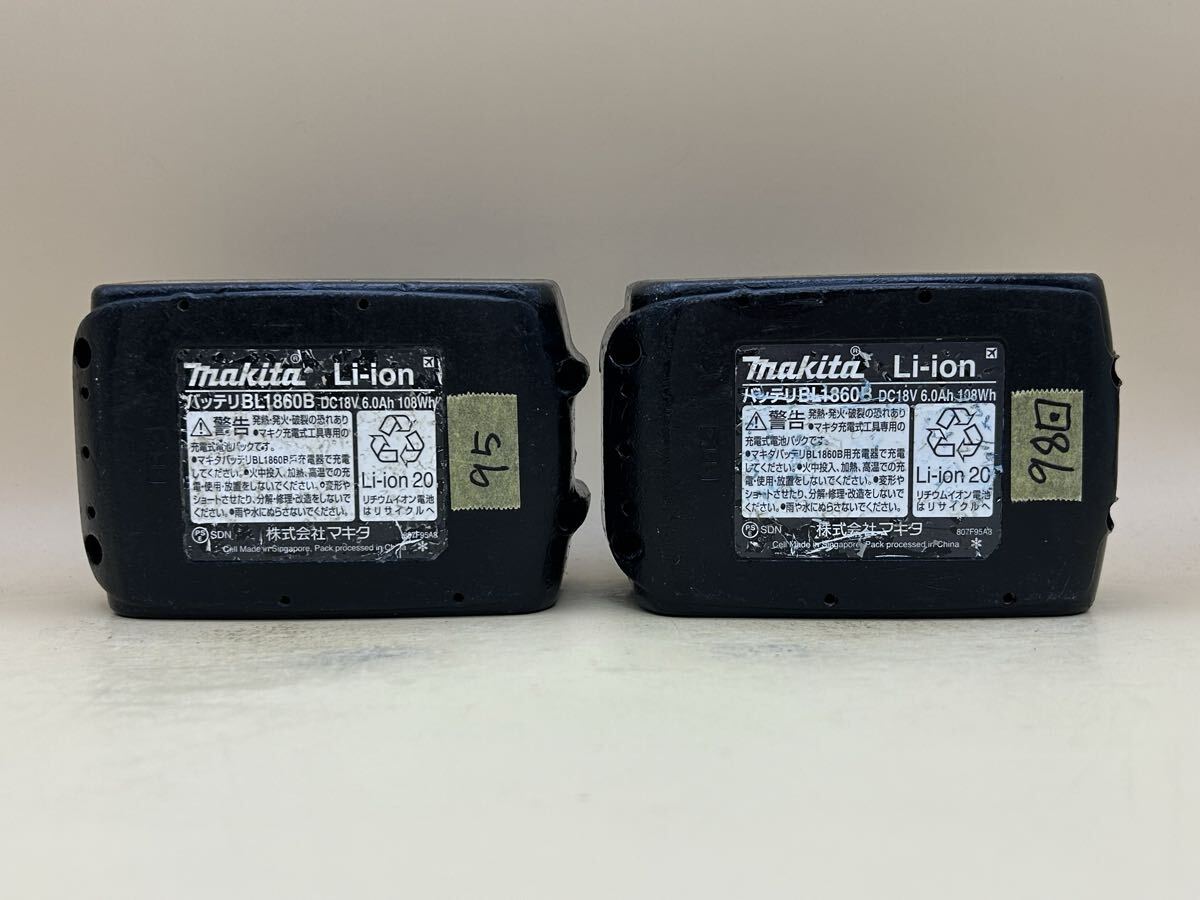 makita® Li-ion
バッテリBL1860B DC18V 6.0Ah 108Wh
警告 発熱・発火・破裂の恐れあり
●マキタ充電式工具専用の
充電式電池パックです。
●マキタバッテリBL1860B用充電器で充電
してください。●火中投入、加熱、高温での充
電・使用・放置をしないでください。●変形や
ショートさせたり、分解・修理・改造をしないで
ください。●雨や水にぬらさないでください。
Li-ion 20
リチウムイオン電池
はリサイクルへ
PS SDN 株式会社マキタ
Cell Made in Singapore, Pack processed in China
95
makita® Li-ion
バッテリBL1860B DC18V 6.0Ah 108Wh
警告 発熱・発火・破裂の恐れあり
●マキタ充電式工具専用の
充電式電池パックです。
●マキタバッテリBL1860B用充電器で充電
してください。●火中投入、加熱、高温での充
電・使用・放置をしないでください。●変形や
ショートさせたり、分解・修理・改造をしないで
ください。●雨や水にぬらさないでください。
Li-ion 20
リチウムイオン電池
はリサイクルへ
PS SDN 株式会社マキタ 807F95A3
Cell Made in Singapore, Pack processed in China
98回